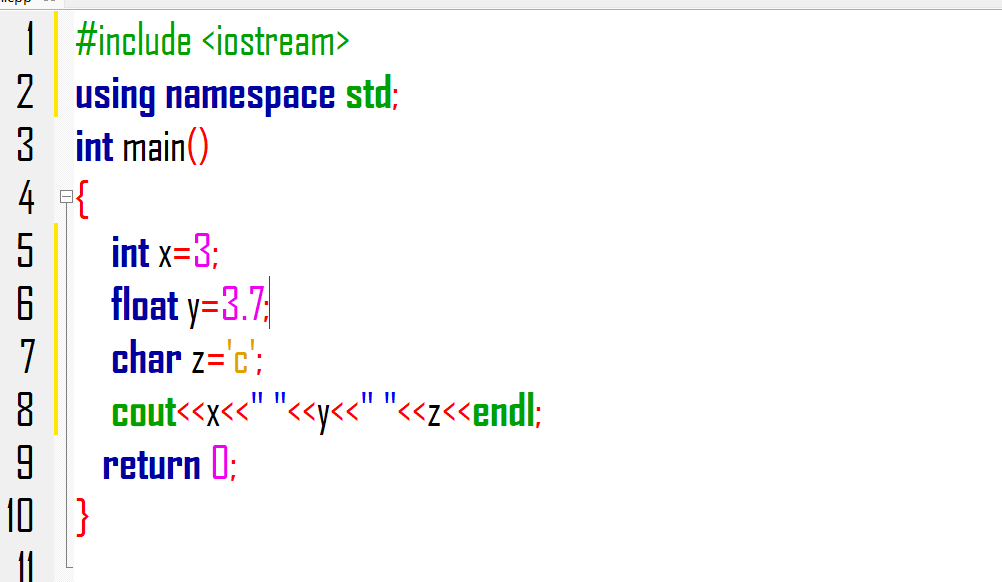 1 #include <iostream>
2 using namespace std;
3 int main()
4 {
5 int x=3;
6 float y=3.7;
7 char z='c';
8 cout<<x<<" "<<y<<" "<<z<<endl;
9 return 0;
10 }
11